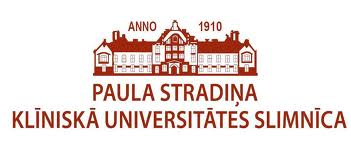 ANNO 1910
PAULA STRADIŅA
KLĪNISKĀ UNIVERSITĀTES SLIMNĪCA